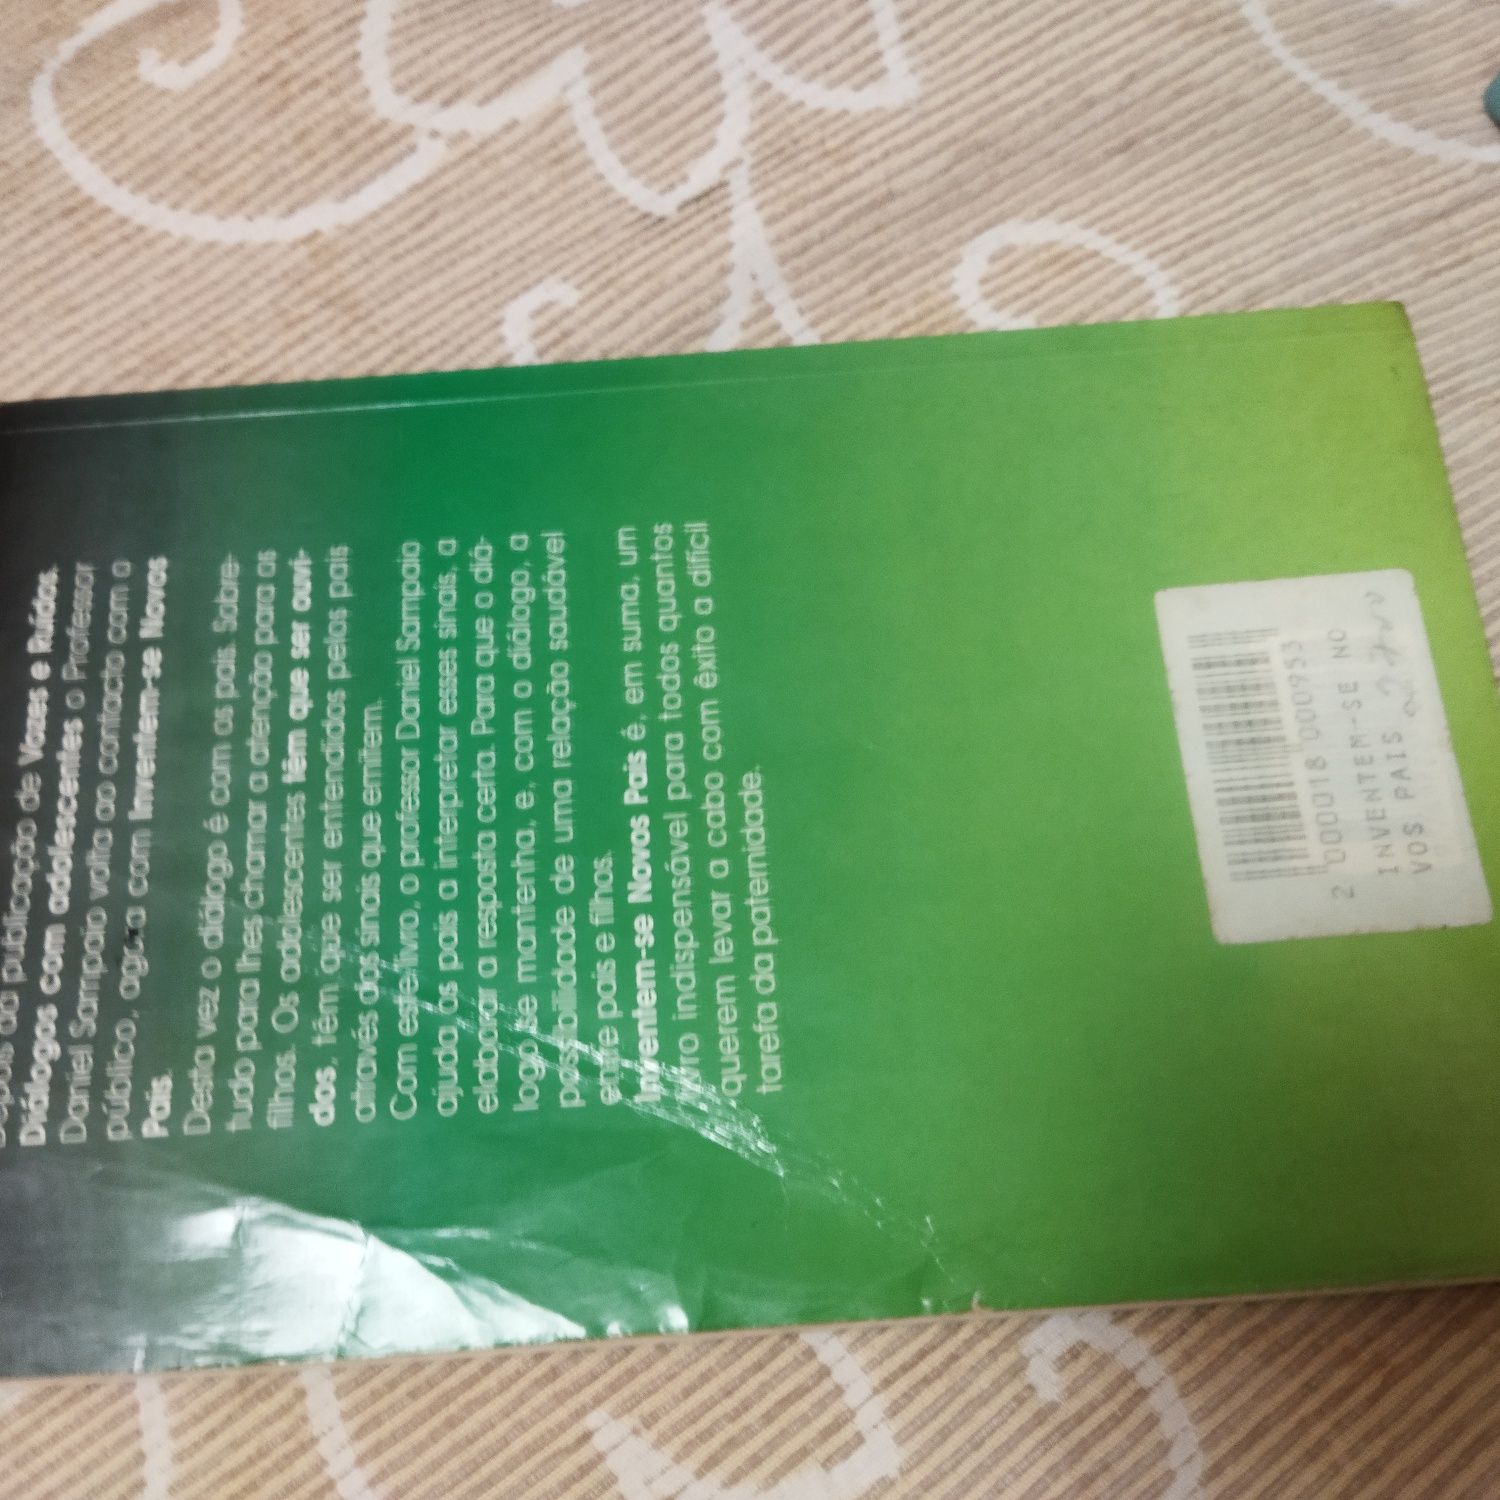 Depois da publicação de Vozes e Ruídos.
Diálogos com adolescentes o Professor
Daniel Sampaio volta ao contacto com o
público, agora com Inventem-se Novos
Pais.
Desta vez o diálogo é com os pais. Sobre-
tudo para lhes chamar a atenção para os
filhos. Os adolescentes têm que ser ouvi-
dos, têm que ser entendidos pelos pais
através dos sinais que emitem.
Com este livro, o professor Daniel Sampaio
ajuda os pais a interpretar esses sinais, a
elaborar a resposta certa. Para que o diá-
logo se mantenha, e, com o diálogo, a
possibilidade de uma relação saudável
entre pais e filhos.
Inventem-se Novos Pais é, em suma, um
livro indispensável para todos quantos
querem levar a cabo com êxito a difícil
tarefa da paternidade.
2 000018 000953
INVENTEM-SE NO
VOS PAIS